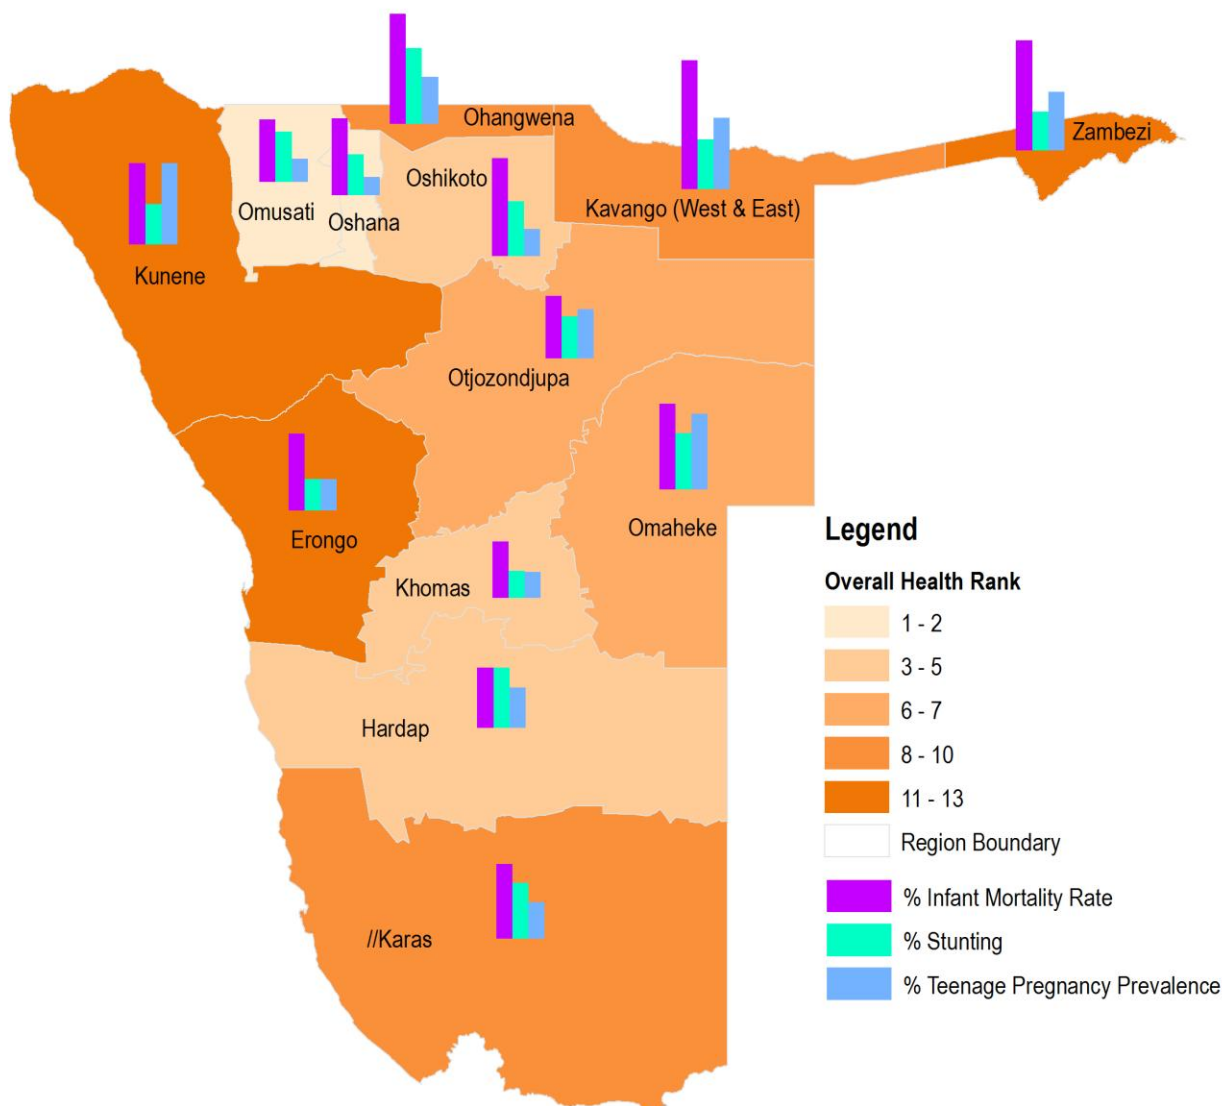 Ohangwena
Zambezi
Oshikoto
Kavango (West & East)
Omusati
Oshana
Kunene
Otjozondjupa
Erongo
Omaheke
Khomas
Hardap
//Karas
Legend
Overall Health Rank
1 - 2
3 - 5
6 - 7
8 - 10
11 - 13
Region Boundary
% Infant Mortality Rate
% Stunting
% Teenage Pregnancy Prevalence